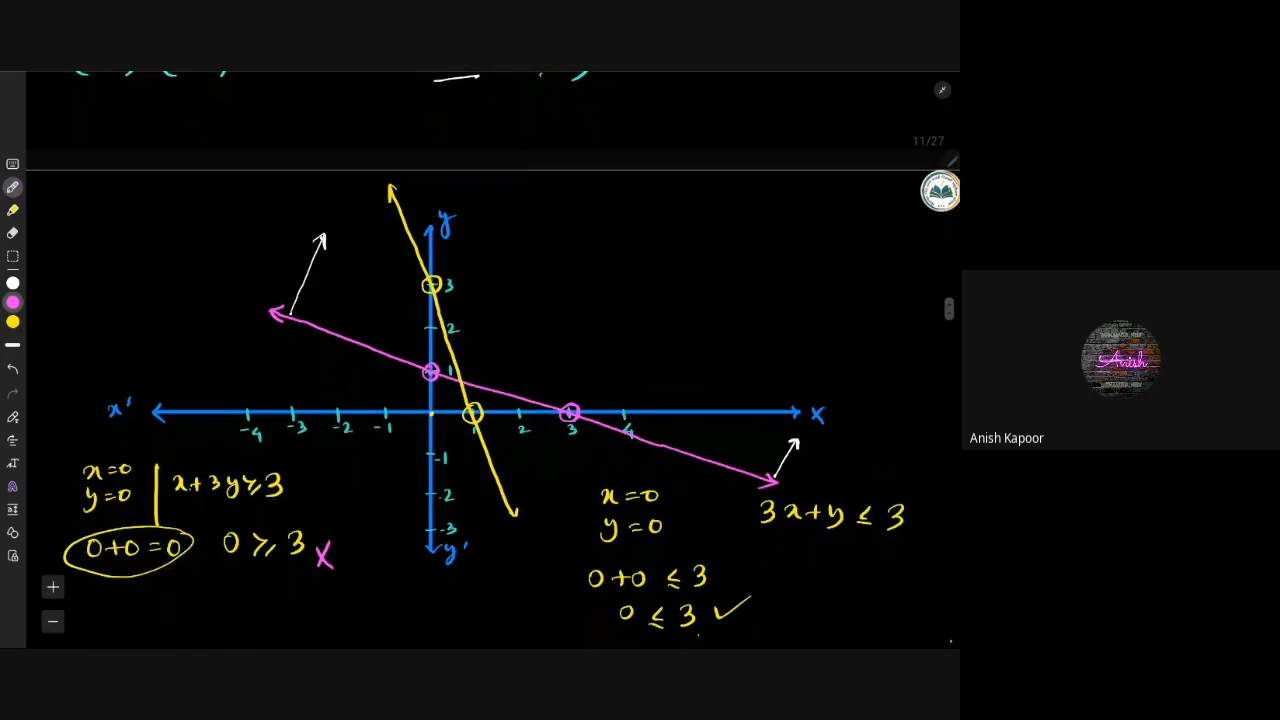 11/27
y
3
2
1
x'
-4
-3
-2
-1
1
2
3
4
x
-1
-2
-3
y'
x=0
y=0
x+3y≥3
0+0=0
0≥3 X
x=0
y=0
3x+y≤3
0+0≤3
0≤3 ✓
Anish
Anish Kapoor